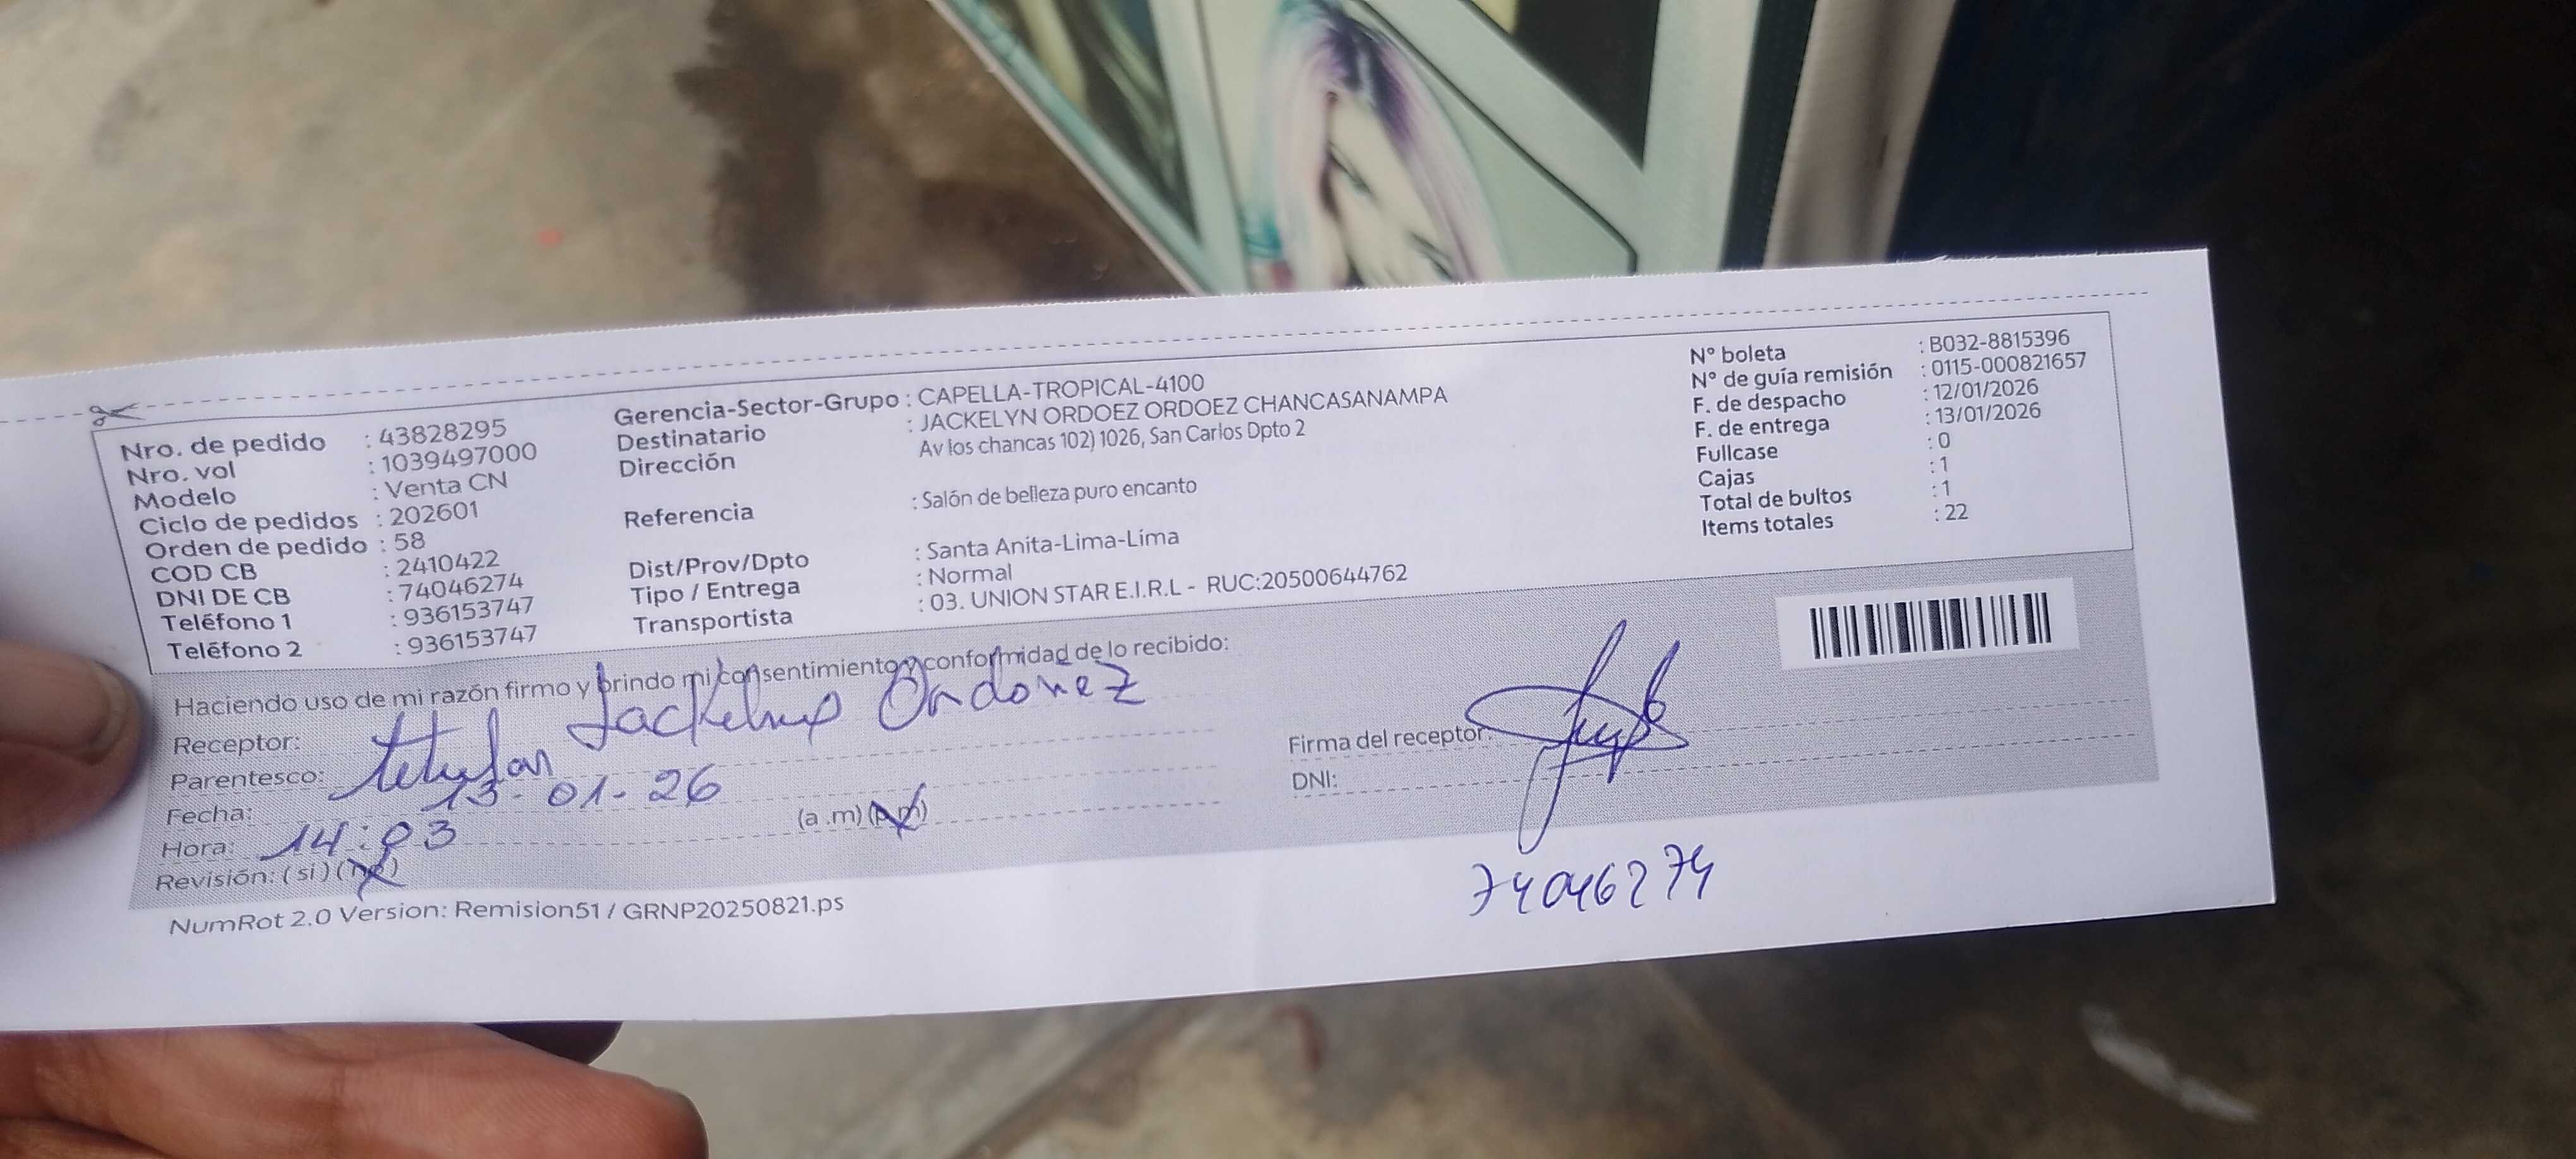 Nro. de pedido : 43828295
Nro. vol : 1039497000
Modelo : Venta CN
Ciclo de pedidos : 202601
Orden de pedido : 58
COD CB : 2410422
DNI DE CB : 74046274
Teléfono 1 : 936153747
Teléfono 2 : 936153747
Gerencia-Sector-Grupo : CAPELLA-TROPICAL-4100
Destinatario : JACKELYN ORDOEZ ORDOEZ CHANCASANAMPA
Dirección Av los chancas 102) 1026, San Carlos Dpto 2
Referencia : Salón de belleza puro encanto
Dist/Prov/Dpto : Santa Anita-Lima-Lima
Tipo / Entrega : Normal
Transportista : 03. UNION STAR E.I.R.L - RUC:20500644762
N° boleta : B032-8815396
N° de guía remisión : 0115-000821657
F. de despacho : 12/01/2026
F. de entrega : 13/01/2026
Fullcase : 0
Cajas : 1
Total de bultos : 1
Items totales : 22
Haciendo uso de mi razón firmo y brindo mi consentimiento y conformidad de lo recibido:
Receptor: Jackelyn Ordoñez
Parentesco: titular
Fecha: 13-01-26
Hora: 14:03 (a.m) (p.m)
Revisión: (si) (no)
Firma del receptor:
DNI:
74046274
NumRot 2.0 Version: Remision51 / GRNP20250821.ps